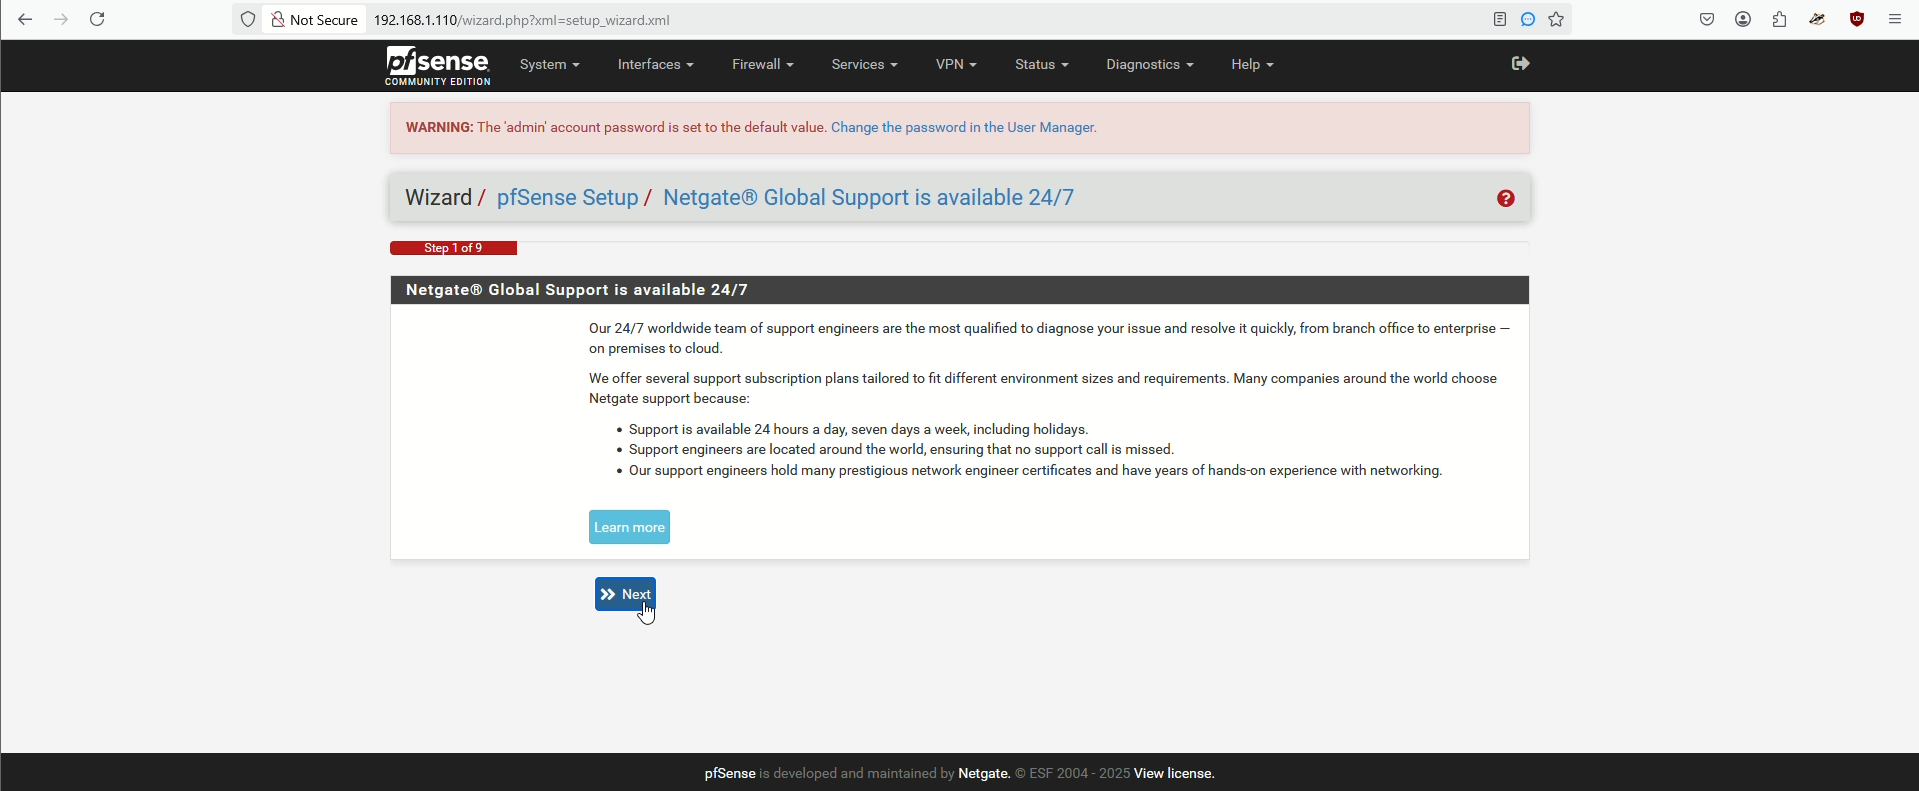 Not Secure 192.168.1.110/wizard.php?xml=setup_wizard.xml
pfsense
COMMUNITY EDITION
System Interfaces Firewall Services VPN Status Diagnostics Help
WARNING: The 'admin' account password is set to the default value. Change the password in the User Manager.
Wizard / pfSense Setup / Netgate® Global Support is available 24/7
Step 1 of 9
Netgate® Global Support is available 24/7
Our 24/7 worldwide team of support engineers are the most qualified to diagnose your issue and resolve it quickly, from branch office to enterprise —
on premises to cloud.
We offer several support subscription plans tailored to fit different environment sizes and requirements. Many companies around the world choose
Netgate support because:
• Support is available 24 hours a day, seven days a week, including holidays.
• Support engineers are located around the world, ensuring that no support call is missed.
• Our support engineers hold many prestigious network engineer certificates and have years of hands-on experience with networking.
Learn more
Next
pfSense is developed and maintained by Netgate. © ESF 2004 - 2025 View license.